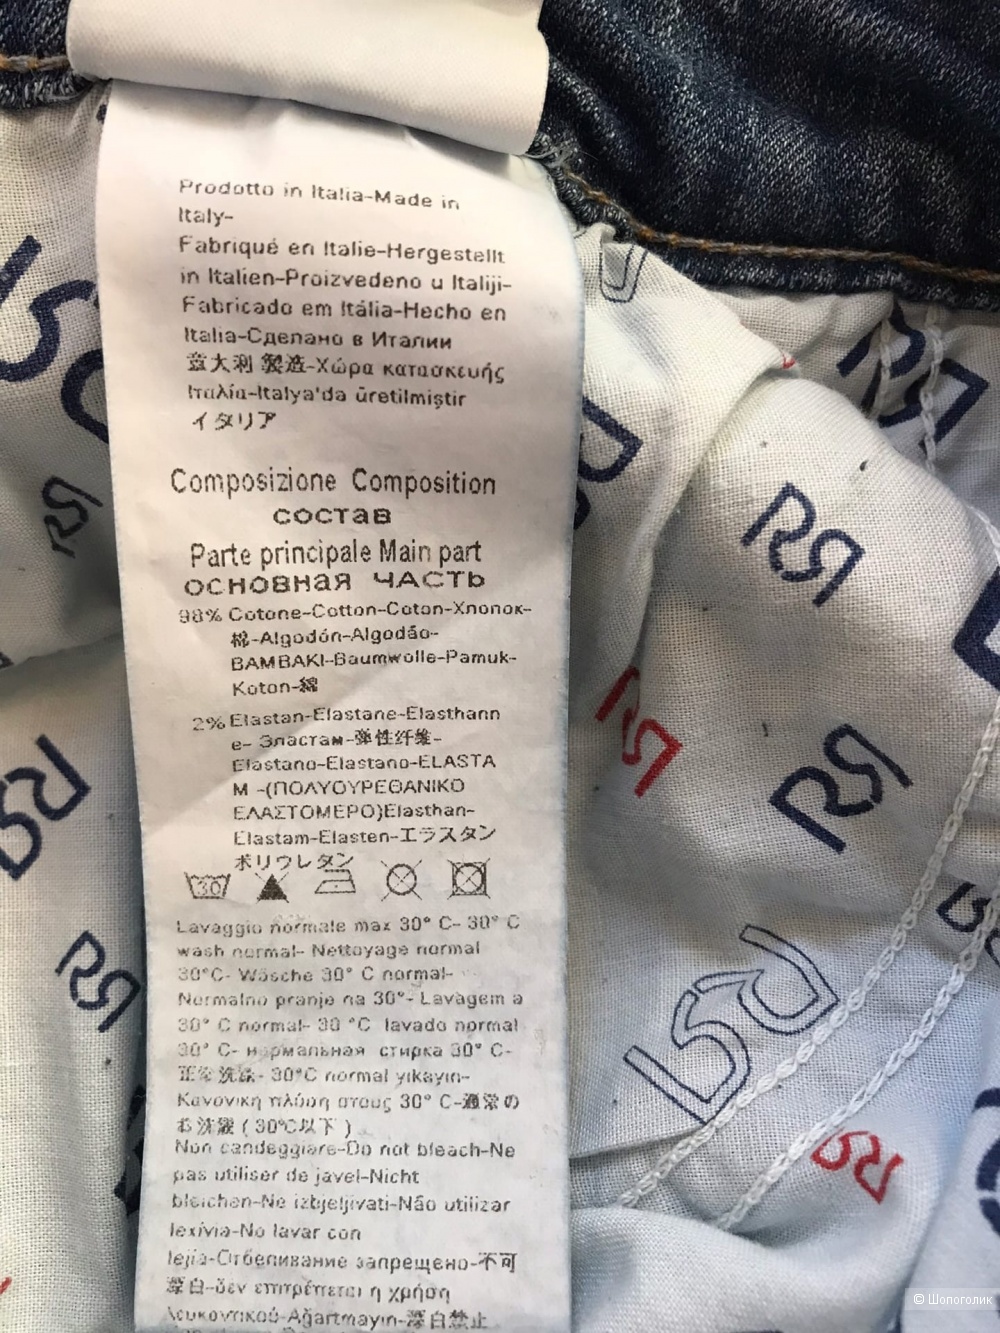 Prodotto in Italia-Made in
Italy-
Fabriqué en Italie-Hergestellt
in Italien-Proizvedeno u Italiji-
Fabricado em Itália-Hecho en
Italia-Сделано в Италии
意大利 製造-Χώρα κατασκευής
Ιταλία-Italya'da üretilmiştir
イタリア
Composizione Composition
состав
Parte principale Main part
основная часть
98% Cotone-Cotton-Coton-Хлопок-
棉-Algodón-Algodão-
BAMBAKI-Baumwolle-Pamuk-
Koton-綿
2% Elastan-Elastane-Elasthann
e- Эластам-弹性纤维-
Elastano-Elastano-ELASTA
M -(ΠΟΛΥΟΥΡΕΘΑΝΙΚΟ
ΕΛΑΣΤΟΜΕΡΟ)Elasthan-
Elastam-Elasten-エラスタン
ポリウレタン
30
Lavaggio normale max 30° C- 30° C
wash normal- Nettoyage normal
30°C- Wäsche 30° C normal-
Normalno pranje na 30°- Lavagem a
30° C normal- 30 °C lavado normal
30° C- нормальная стирка 30° C-
正常洗涤- 30°C normal yıkayın-
Κανονική πλύση στους 30° C-通常の
お洗濯 ( 30℃以下 )
Non candeggiare-Do not bleach-Ne
pas utiliser de javel-Nicht
bleichen-Ne izbjeljivati-Não utilizar
lexívia-No lavar con
lejía-Отбеливание запрещено-不可
漂白-δεν επιτρέπεται η χρήση
λευκαντικού-Ağartmayın-漂白禁止
© Шопоголик